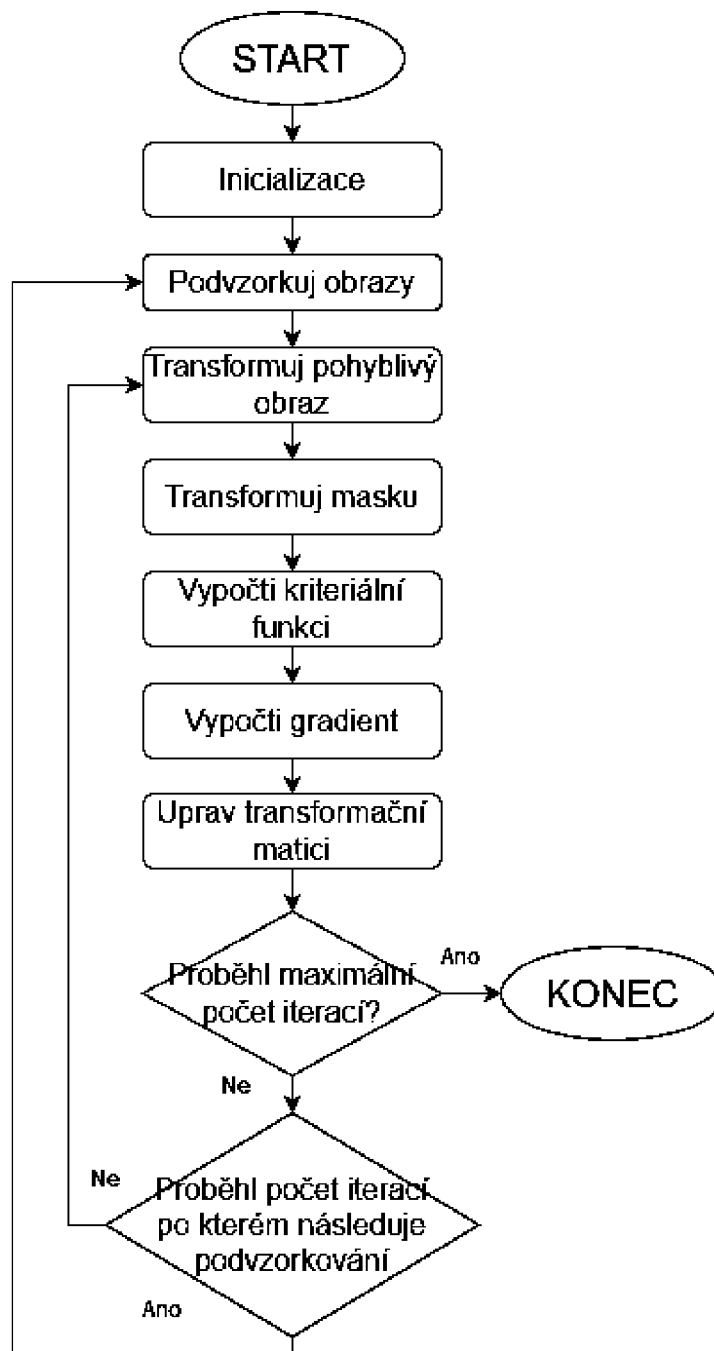 START
Inicializace
Podvzorkuj obrazy
Transformuj pohyblivý
obraz
Transformuj masku
Vypočti kriteriální
funkci
Vypočti gradient
Uprav transformační
matici
Proběhl maximální
počet iterací?
Ano
KONEC
Ne
Ne
Proběhl počet iterací
po kterém následuje
podvzorkování
Ano